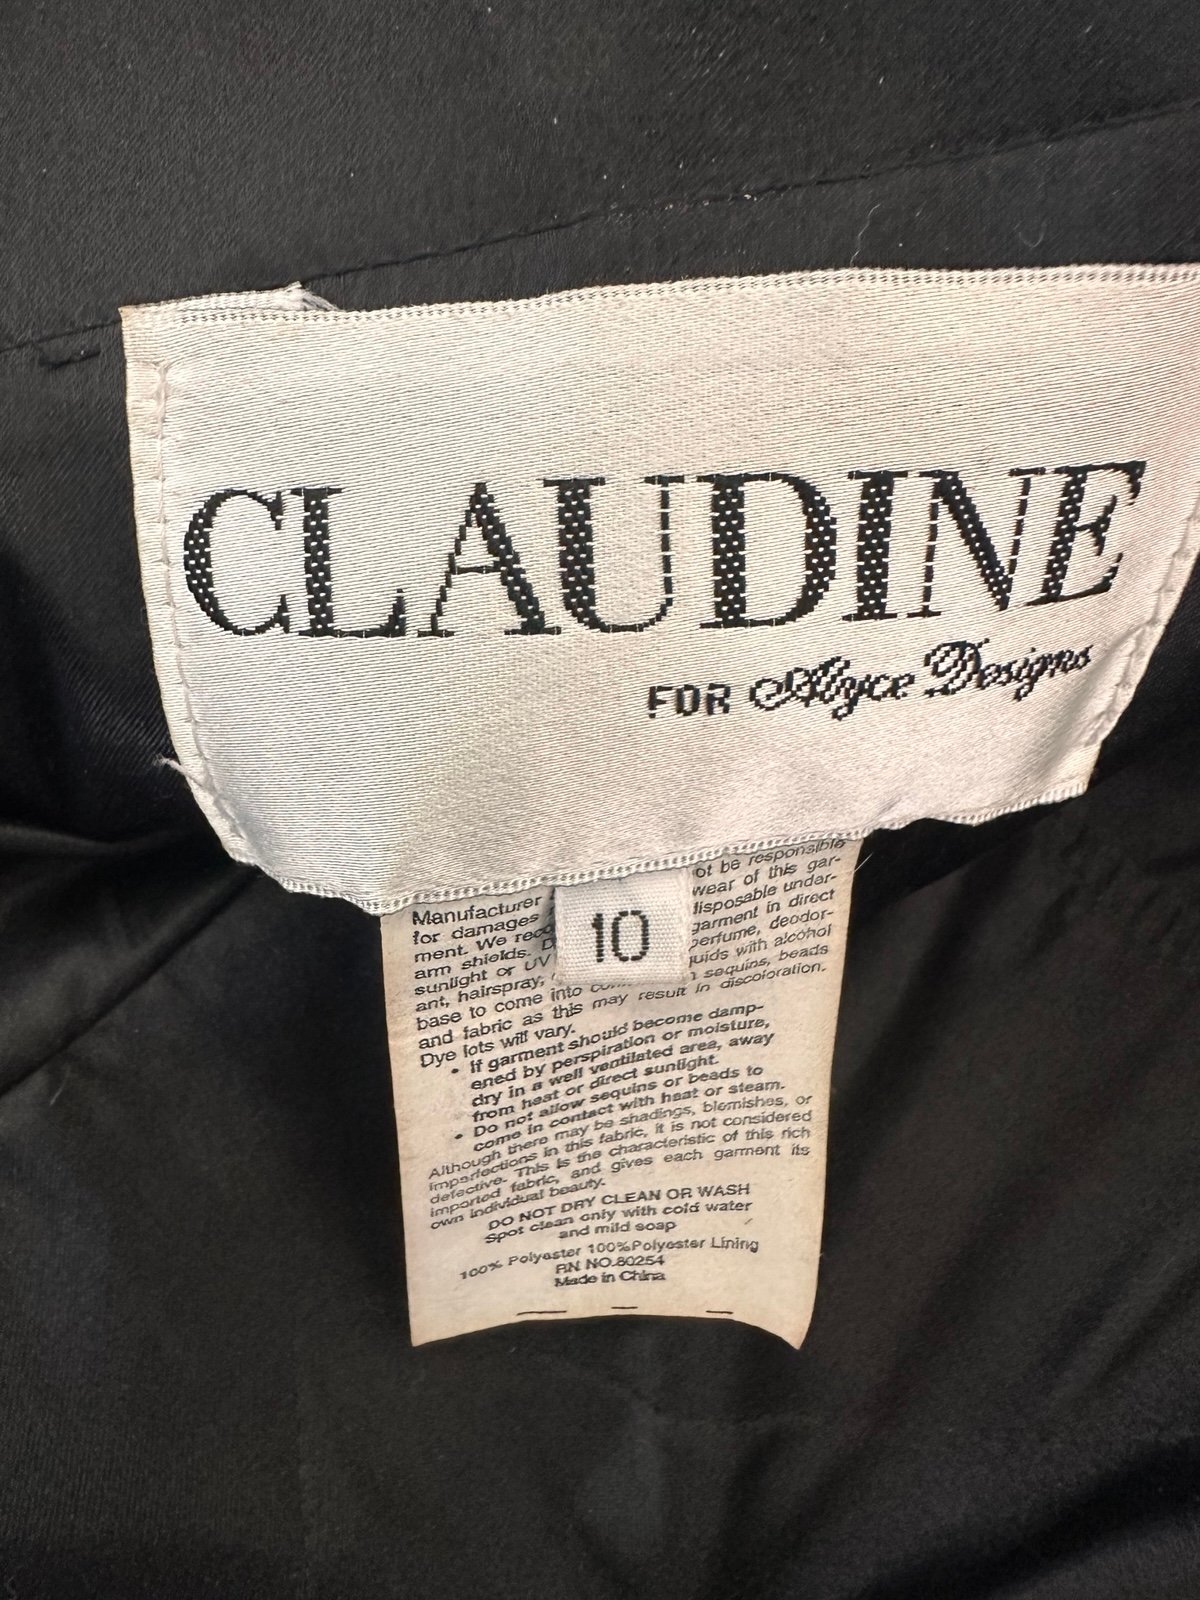 CLAUDINE
FOR Alyce Designs
10
Manufacturer ot be responsible
for damages wear of this gar-
ment. We reco disposable under-
arm shields. D garment in direct
sunlight or UV perfume, deodor-
ant, hairspray, quids with alcohol
base to come into con sequins, beads
and fabric as this may result in discoloration.
Dye lots will vary.
• If garment should become damp-
ened by perspiration or moisture,
dry in a well ventilated area, away
from heat or direct sunlight.
• Do not allow sequins or beads to
come in contact with heat or steam.
Although there may be shadings, blemishes, or
imperfections in this fabric, it is not considered
defective. This is the characteristic of this rich
imported fabric, and gives each garment its
own individual beauty.
DO NOT DRY CLEAN OR WASH
Spot clean only with cold water
and mild soap
100% Polyester 100%Polyester Lining
RN NO.80254
Made in China